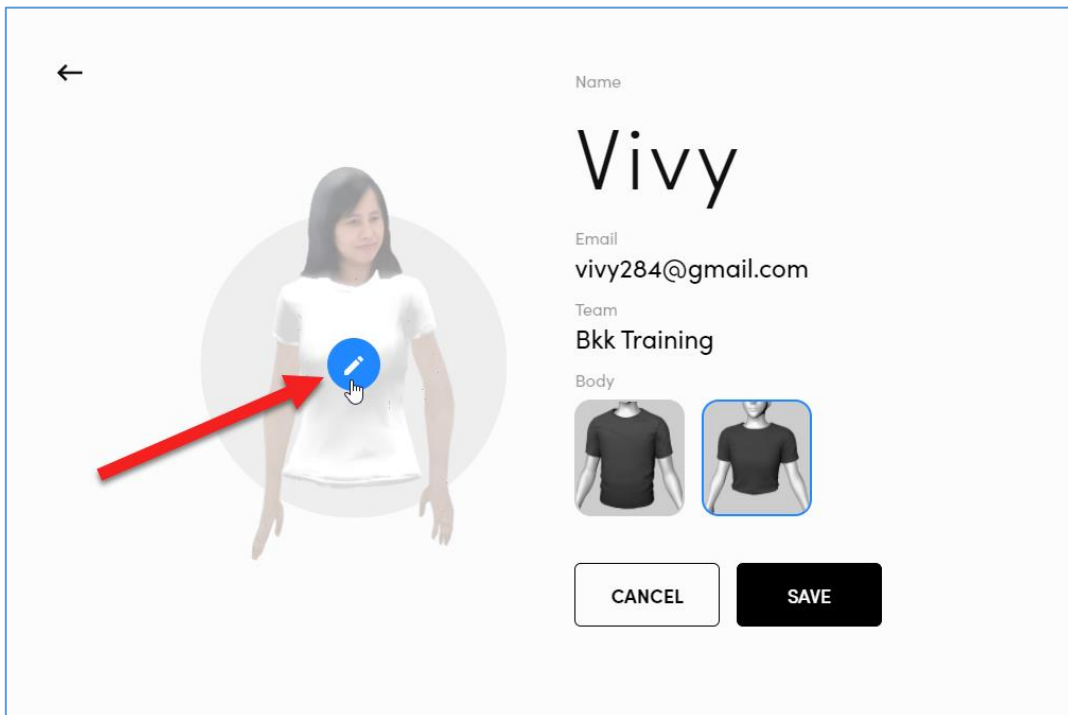 Name
Vivy
Email
vivy284@gmail.com
Team
Bkk Training
Body
CANCEL SAVE